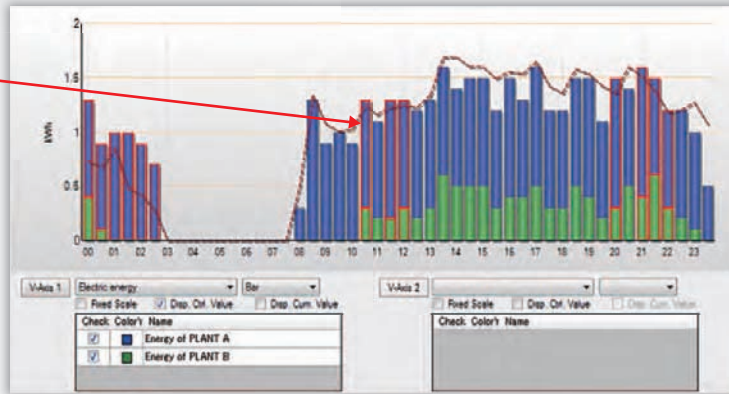 2
1.5
kWh
1
0.5
0
00 01 02 03 04 05 06 07 08 09 10 11 12 13 14 15 16 17 18 19 20 21 22 23
V-Axis 1 Electric energy Bar V-Axis 2
Fixed Scale Disp. Ctrl. Value Disp. Cum. Value Fixed Scale Disp. Ctrl. Value Disp. Cum. Value
Check Color Name Check Color Name
Energy of PLANT A
Energy of PLANT B